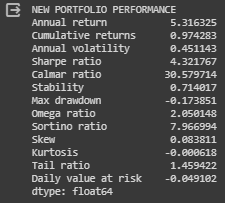 NEW PORTFOLIO PERFORMANCE
Annual return 5.316325
Cumulative returns 0.974283
Annual volatility 0.451143
Sharpe ratio 4.321767
Calmar ratio 30.579714
Stability 0.714017
Max drawdown -0.173851
Omega ratio 2.050148
Sortino ratio 7.966994
Skew 0.083811
Kurtosis -0.000618
Tail ratio 1.459422
Daily value at risk -0.049102
dtype: float64